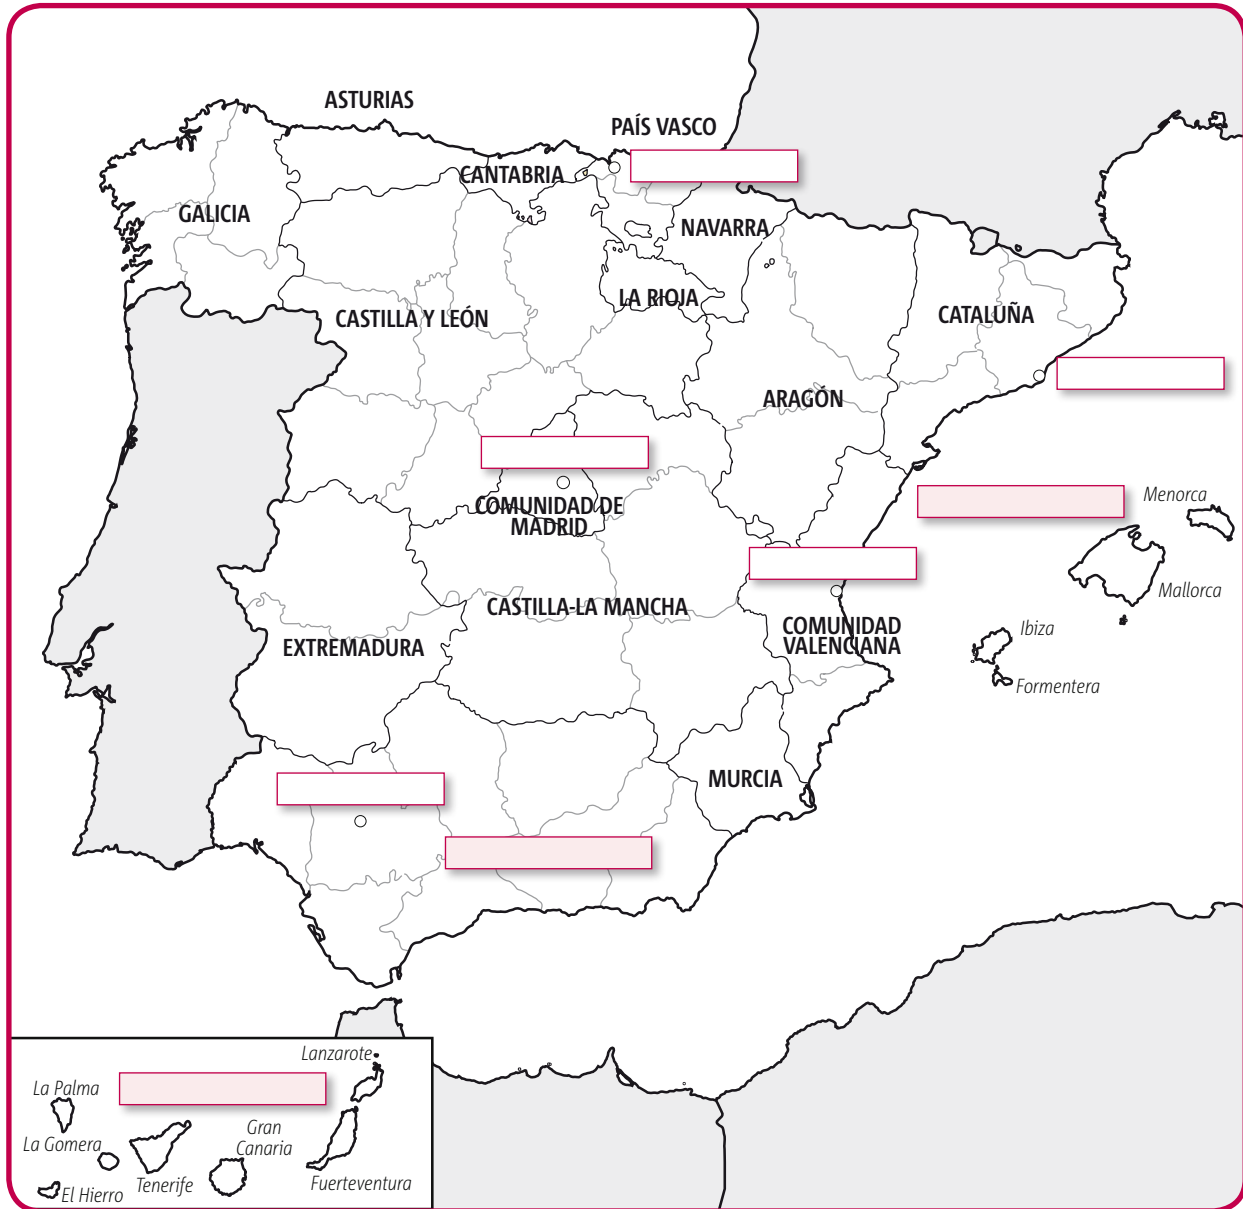 ASTURIAS
PAÍS VASCO
CANTABRIA
GALICIA
NAVARRA
LA RIOJA
CASTILLA Y LEÓN
CATALUÑA
ARAGÓN
COMUNIDAD DE
MADRID
Menorca
Mallorca
CASTILLA-LA MANCHA
COMUNIDAD
VALENCIANA
Ibiza
EXTREMADURA
Formentera
MURCIA
Lanzarote
La Palma
Gran
Canaria
La Gomera
Tenerife
Fuerteventura
El Hierro